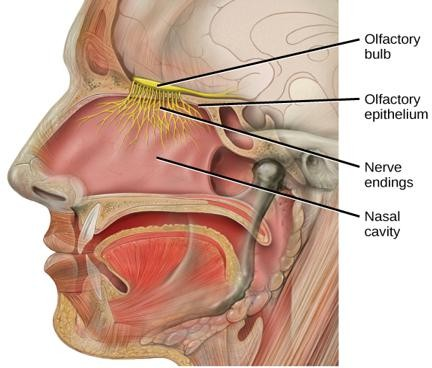 Olfactory
bulb
Olfactory
epithelium
Nerve
endings
Nasal
cavity